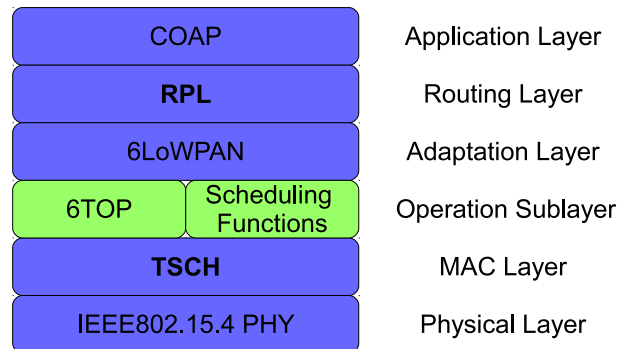 COAP Application Layer
RPL Routing Layer
6LoWPAN Adaptation Layer
6TOP Scheduling Functions Operation Sublayer
TSCH MAC Layer
IEEE802.15.4 PHY Physical Layer